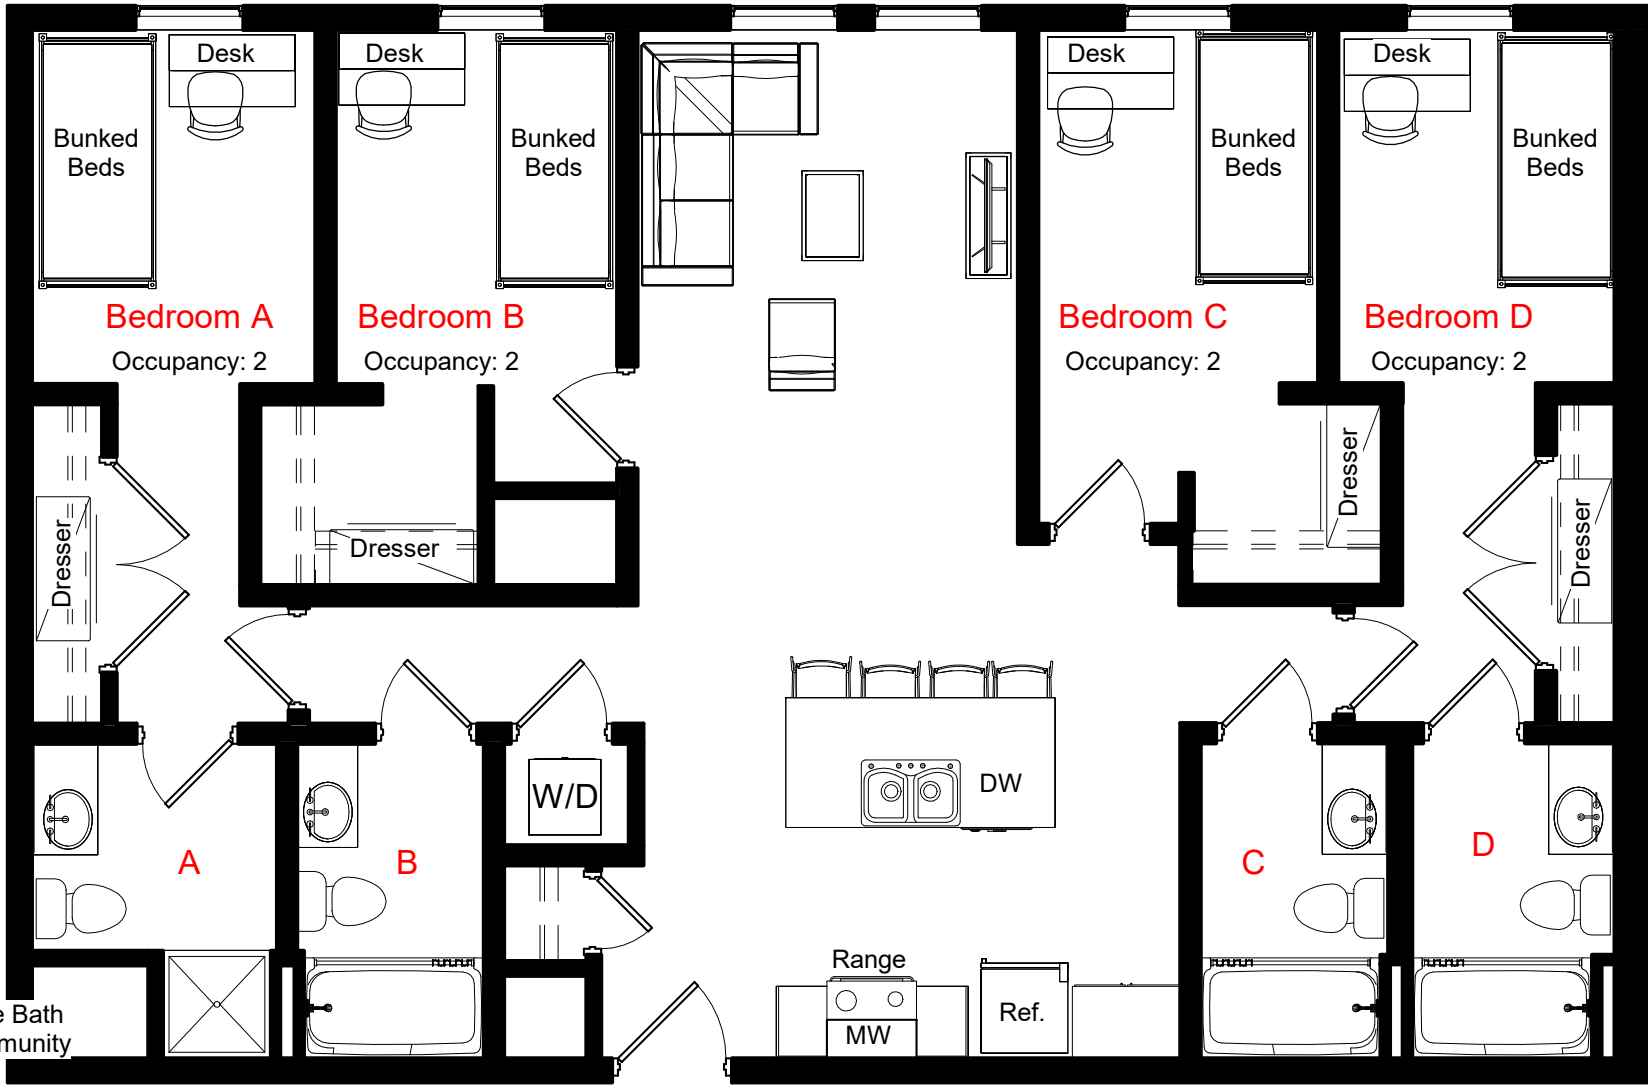 Desk
Desk
Desk
Desk
Bunked
Beds
Bunked
Beds
Bunked
Beds
Bunked
Beds
Bedroom A
Occupancy: 2
Bedroom B
Occupancy: 2
Bedroom C
Occupancy: 2
Bedroom D
Occupancy: 2
Dresser
Dresser
Dresser
Dresser
W/D
DW
A
B
C
D
Range
MW
Ref.
Bath